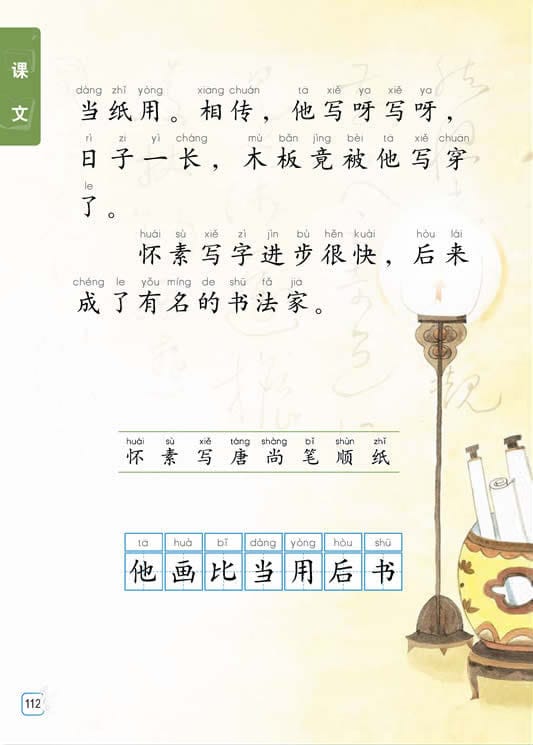 课
文
dàng zhǐ yòng xiāng chuán tā xiě ya xiě ya
当纸用。相传，他写呀写呀，
rì zi yì cháng mù bǎn jìng bèi tā xiě chuān
日子一长，木板竟被他写穿
le
了。
huái sù xiě zì jìn bù hěn kuài hòu lái
怀素写字进步很快，后来
chéng le yǒu míng de shū fǎ jiā
成了有名的书法家。
huái sù xiě táng shàng bǐ shùn zhǐ
怀 素 写 唐 尚 笔 顺 纸
tā huà bǐ dāng yòng hòu shū
他 画 比 当 用 后 书
112